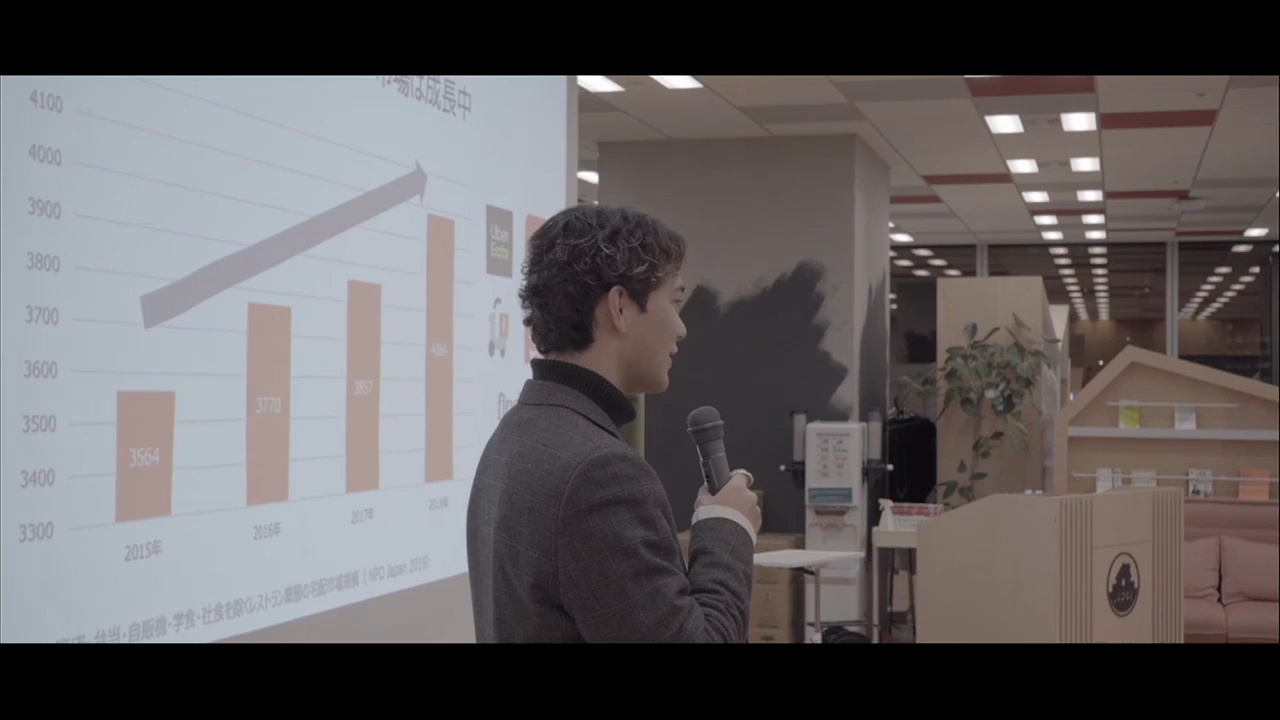 市場は成長中
4100
4000
3900
3800
3700
3600
3500
3400
3300
3564
3770
3857
4084
2015年
2016年
2017年
2018年
Uber
Eats
弁当・自販機・学食・社食を除くレストラン業態の宅配市場規模 ( NPD Japan 2019)